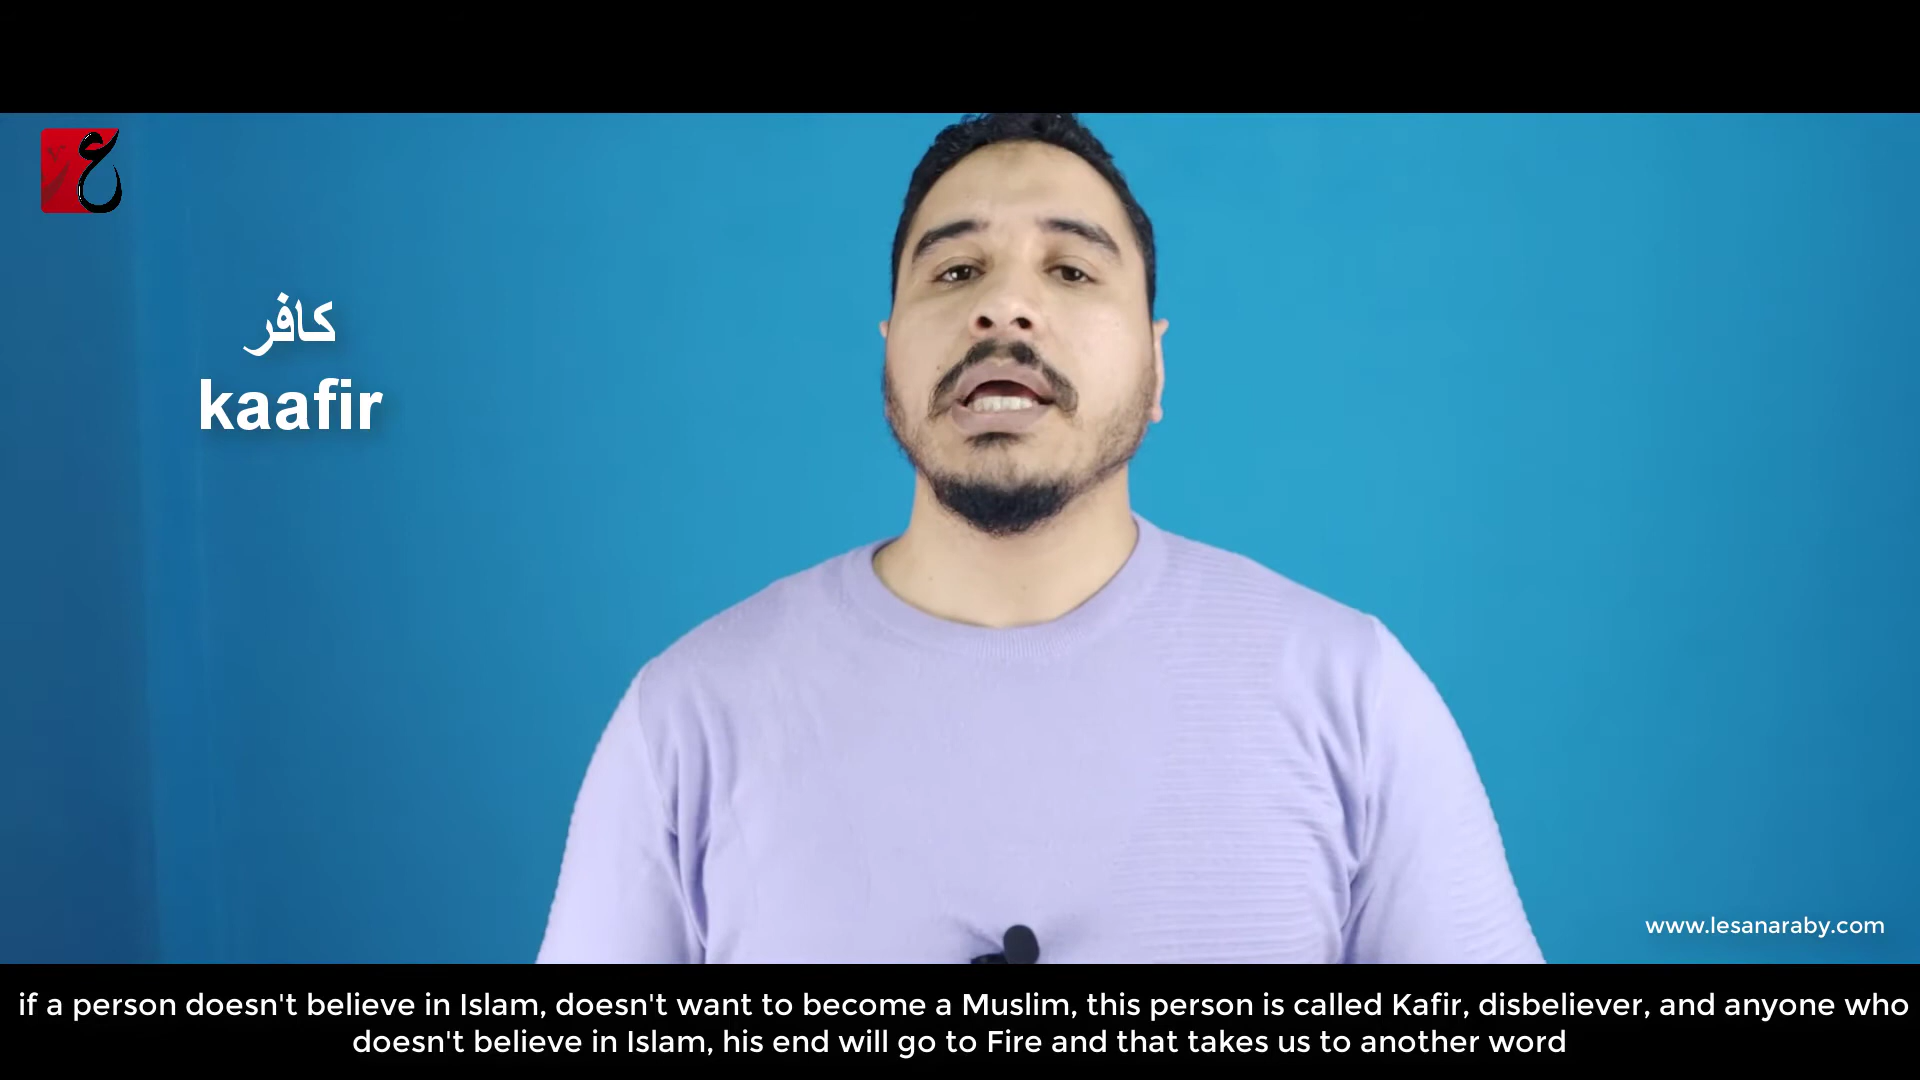 ع
كافر
kaafir
www.lesanaraby.com
if a person doesn't believe in Islam, doesn't want to become a Muslim, this person is called Kafir, disbeliever, and anyone who
doesn't believe in Islam, his end will go to Fire and that takes us to another word